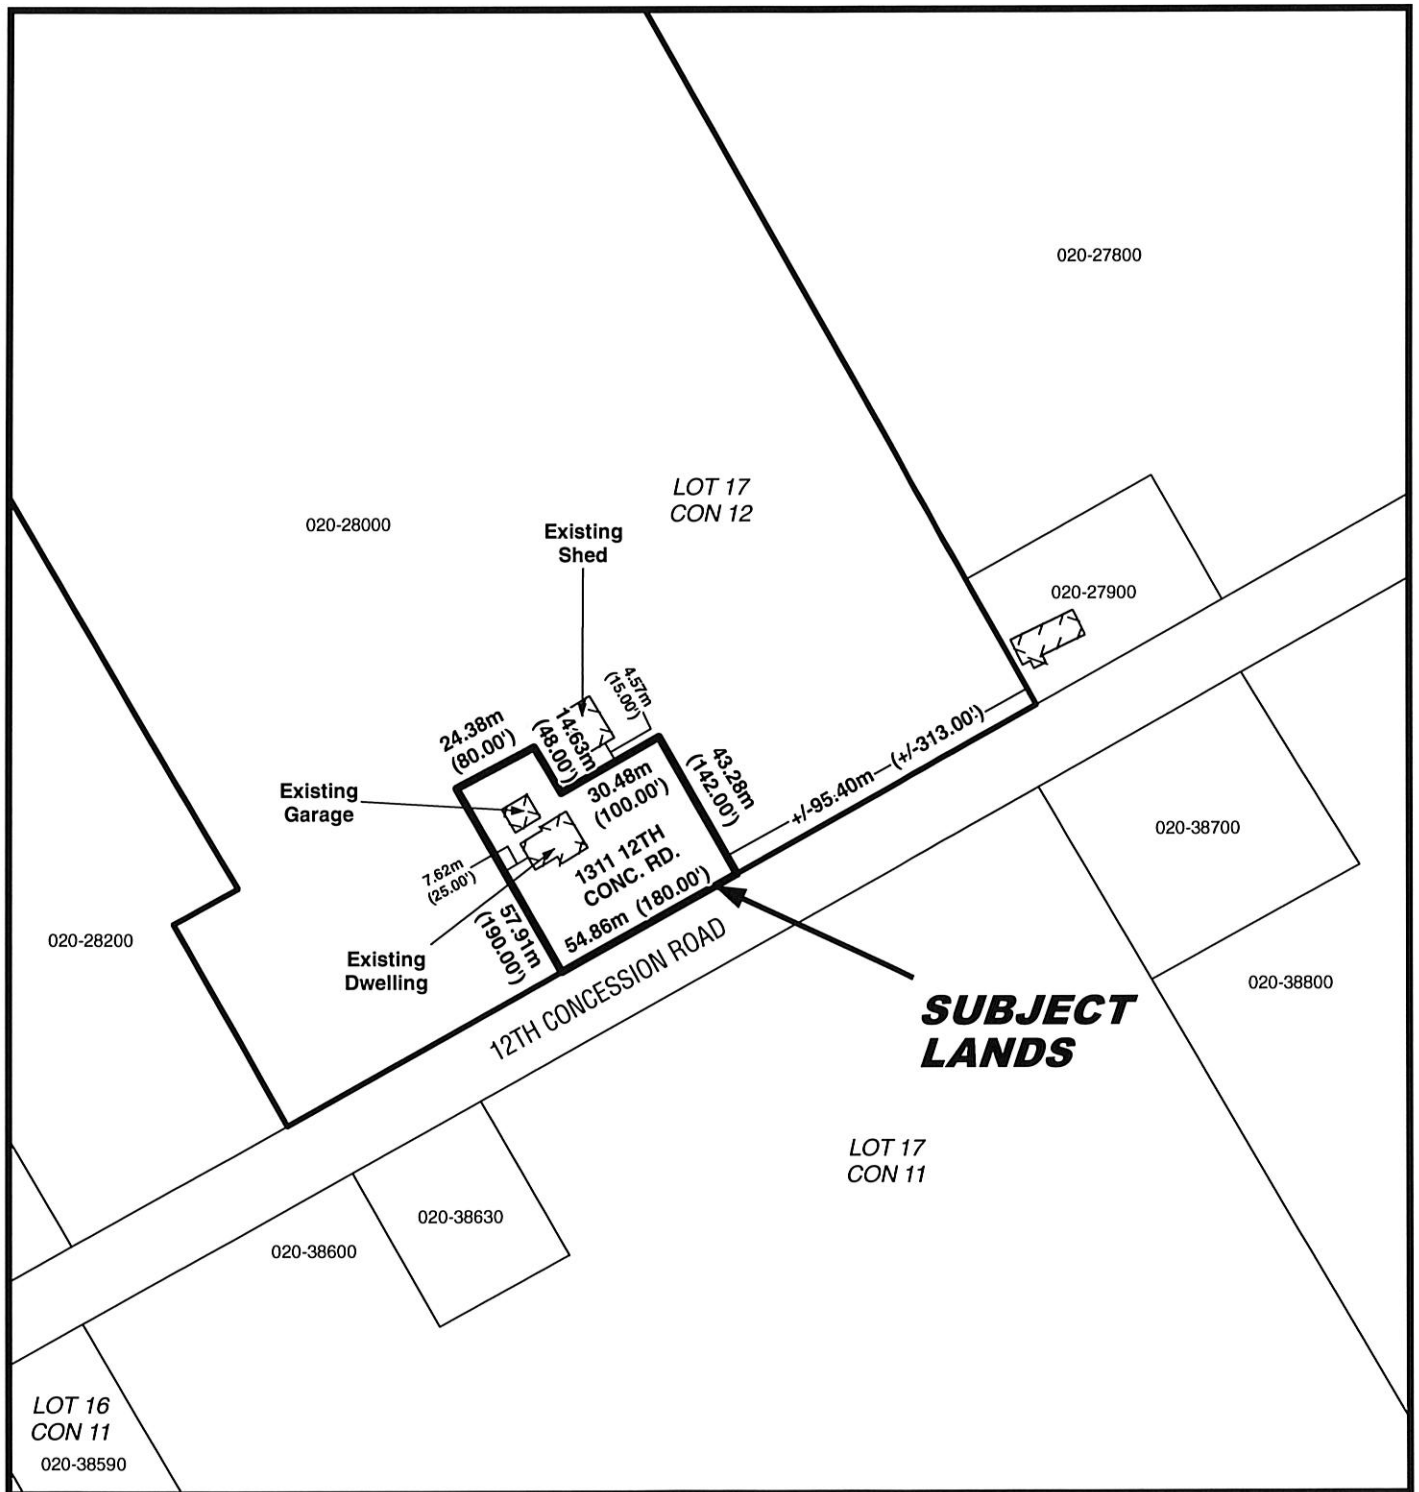 020-27800
LOT 17
CON 12
020-28000
Existing
Shed
020-27900
4.57m
(15.00')
24.38m
(80.00')
14.63m
(48.00')
43.28m
(142.00')
30.48m
(100.00')
+/-95.40m (+/-313.00')
Existing
Garage
1311 12TH
CONC. RD.
020-38700
7.62m
(25.00')
57.91m
(190.00')
54.86m (180.00')
020-28200
Existing
Dwelling
12TH CONCESSION ROAD
020-38800
SUBJECT
LANDS
LOT 17
CON 11
020-38630
020-38600
LOT 16
CON 11
020-38590